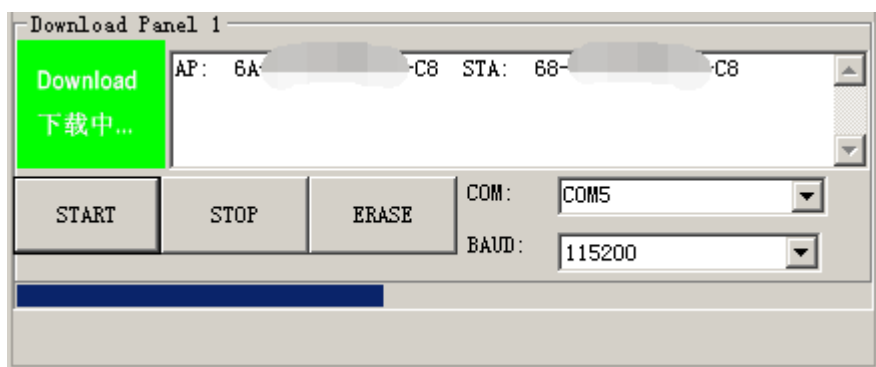 Download Panel 1
Download
下载中...
AP: 6A- -C8 STA: 68- -C8
START
STOP
ERASE
COM:
COM5
BAUD:
115200